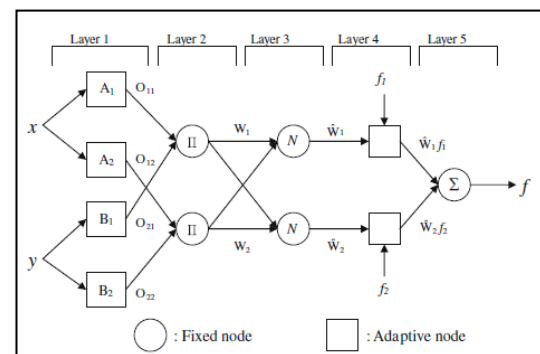 Layer 1 Layer 2 Layer 3 Layer 4 Layer 5
f₁
A₁ O₁₁
W₁ Ŵ₁
x Π N Ŵ₁f₁
A₂ O₁₂
Σ f
B₁ O₂₁
y Π N Ŵ₂f₂
W₂ Ŵ₂
B₂ O₂₂
f₂
: Fixed node : Adaptive node